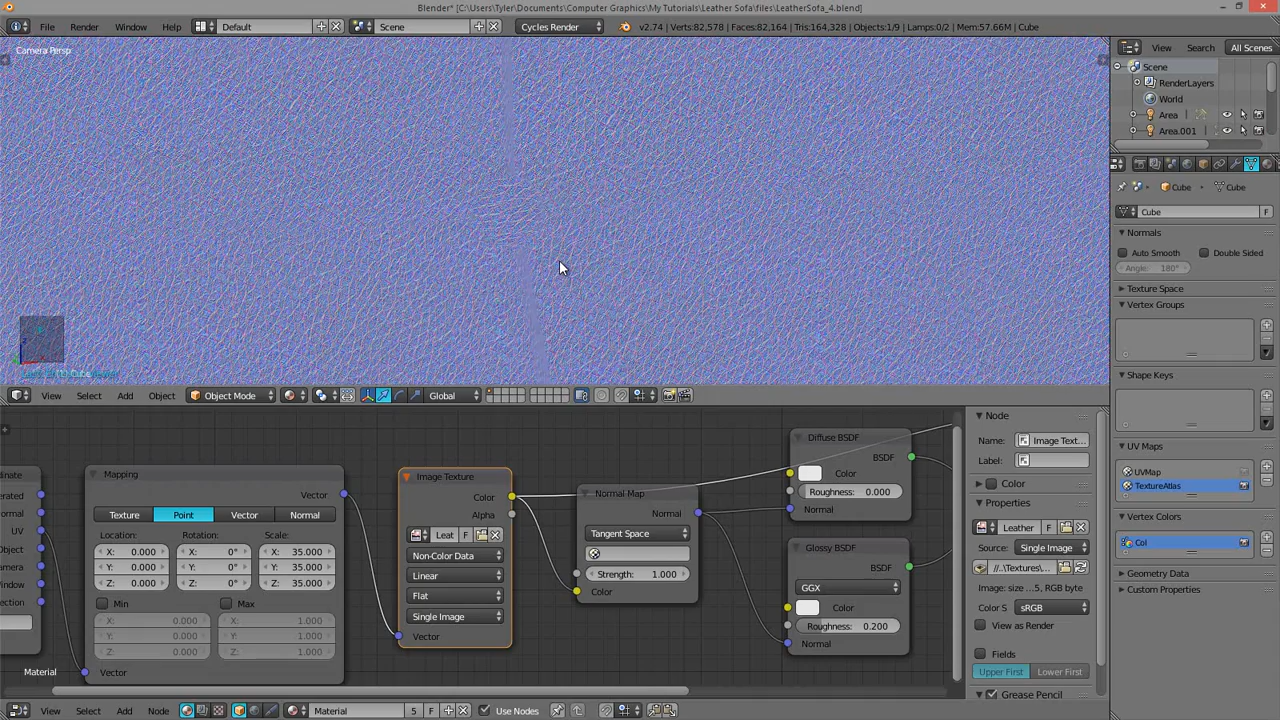 Blender* [C:\Users\Tyler\Documents\Computer Graphics\My Tutorials\Leather Sofa\files\LeatherSofa_4.blend]
File Render Window Help Default Scene Cycles Render v2.74 | Verts:82,578 | Faces:82,164 | Tris:164,328 | Objects:1/9 | Lamps:0/2 | Mem:57.66M | Cube
View Search All Scenes
Camera Persp
Scene
RenderLayers
World
Area
Area.001
Cube Cube
Cube F
Normals
Auto Smooth Double Sided
Angle: 180°
Texture Space
Vertex Groups
Shape Keys
UV Maps
UVMap
TextureAtlas
Vertex Colors
Col
Geometry Data
Custom Properties
View Select Add Object Object Mode Global
Mapping
Vector
Texture Point Vector Normal
Location: Rotation: Scale:
X: 0.000 X: 0° X: 35.000
Y: 0.000 Y: 0° Y: 35.000
Z: 0.000 Z: 0° Z: 35.000
Min Max
X: 0.000 X: 1.000
Y: 0.000 Y: 1.000
Z: 0.000 Z: 1.000
Vector
dinate
erated
ormal
UV
Object
amera
indow
ection
Material
Image Texture
Color
Alpha
Leat F
Non-Color Data
Linear
Flat
Single Image
Vector
Normal Map
Normal
Tangent Space
Strength: 1.000
Color
Diffuse BSDF
BSDF
Color
Roughness: 0.000
Normal
Glossy BSDF
BSDF
GGX
Color
Roughness: 0.200
Normal
Node
Name: Image Text...
Label:
Color
Properties
Leather F
Source: Single Image
//..\Textures\...
Image: size ...5, RGB byte
Color S sRGB
View as Render
Fields
Upper First Lower First
Grease Pencil
View Select Add Node Material 5 F Use Nodes